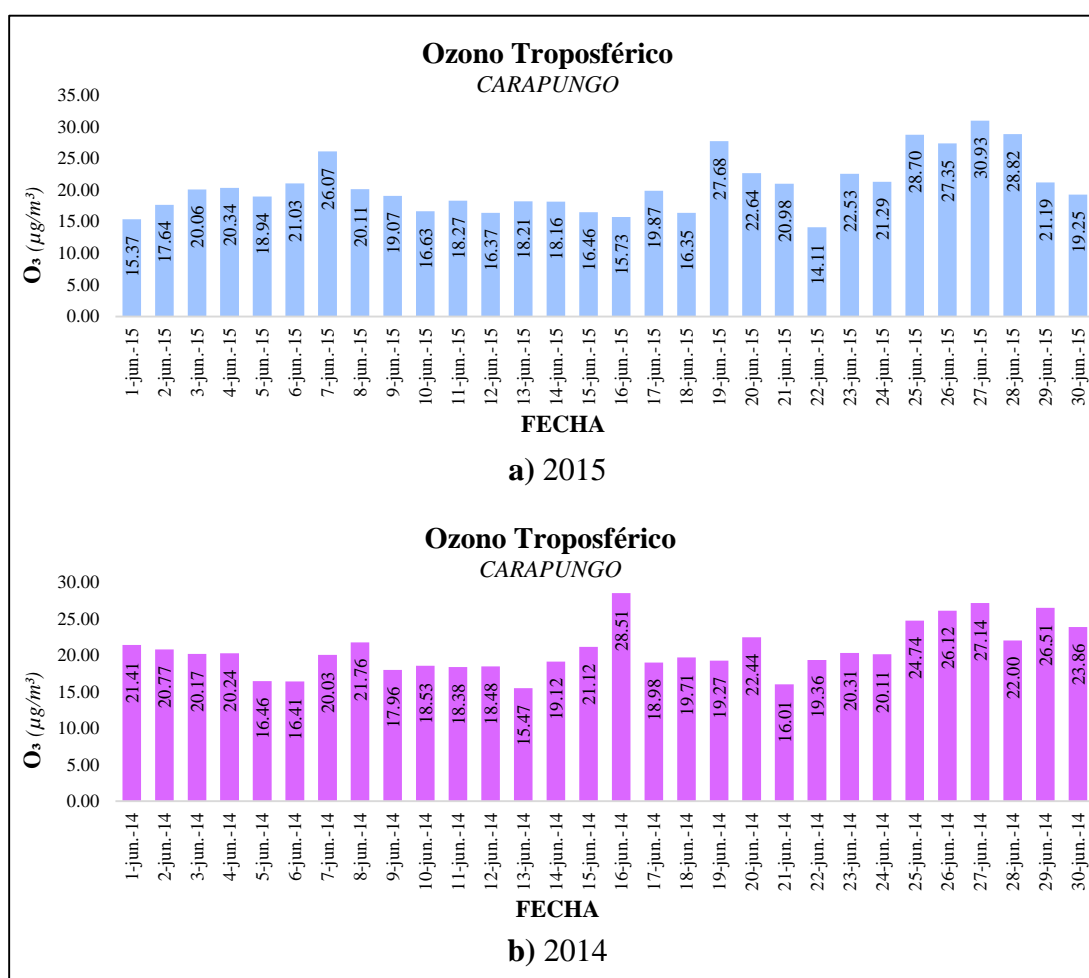 Ozono Troposférico
CARAPUNGO
O₃ (µg/m³)
35.00
30.00
25.00
20.00
15.00
10.00
5.00
0.00
15.37
17.64
20.06
20.34
18.94
21.03
26.07
20.11
19.07
16.63
18.27
16.37
18.21
18.16
16.46
15.73
19.87
16.35
27.68
22.64
20.98
14.11
22.53
21.29
28.70
27.35
30.93
28.82
21.19
19.25
1-jun.-15
2-jun.-15
3-jun.-15
4-jun.-15
5-jun.-15
6-jun.-15
7-jun.-15
8-jun.-15
9-jun.-15
10-jun.-15
11-jun.-15
12-jun.-15
13-jun.-15
14-jun.-15
15-jun.-15
16-jun.-15
17-jun.-15
18-jun.-15
19-jun.-15
20-jun.-15
21-jun.-15
22-jun.-15
23-jun.-15
24-jun.-15
25-jun.-15
26-jun.-15
27-jun.-15
28-jun.-15
29-jun.-15
30-jun.-15
FECHA
a) 2015
Ozono Troposférico
CARAPUNGO
O₃ (µg/m³)
30.00
25.00
20.00
15.00
10.00
5.00
0.00
21.41
20.77
20.17
20.24
16.46
16.41
20.03
21.76
17.96
18.53
18.38
18.48
15.47
19.12
21.12
28.51
18.98
19.71
19.27
22.44
16.01
19.36
20.31
20.11
24.74
26.12
27.14
22.00
26.51
23.86
1-jun.-14
2-jun.-14
3-jun.-14
4-jun.-14
5-jun.-14
6-jun.-14
7-jun.-14
8-jun.-14
9-jun.-14
10-jun.-14
11-jun.-14
12-jun.-14
13-jun.-14
14-jun.-14
15-jun.-14
16-jun.-14
17-jun.-14
18-jun.-14
19-jun.-14
20-jun.-14
21-jun.-14
22-jun.-14
23-jun.-14
24-jun.-14
25-jun.-14
26-jun.-14
27-jun.-14
28-jun.-14
29-jun.-14
30-jun.-14
FECHA
b) 2014